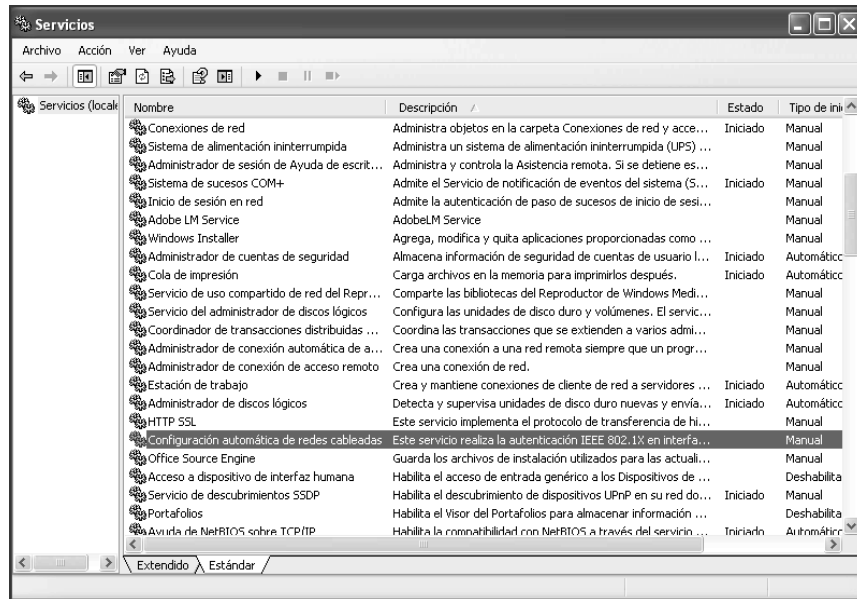 Servicios
Archivo Acción Ver Ayuda
Servicios (locale
Nombre Descripción Estado Tipo de ini
Conexiones de red Administra objetos en la carpeta Conexiones de red y acce... Iniciado Manual
Sistema de alimentación ininterrumpida Administra un sistema de alimentación ininterrumpida (UPS) ... Manual
Administrador de sesión de Ayuda de escrit... Administra y controla la Asistencia remota. Si se detiene es... Manual
Sistema de sucesos COM+ Admite el Servicio de notificación de eventos del sistema (S... Iniciado Manual
Inicio de sesión en red Admite la autenticación de paso de sucesos de inicio de sesi... Manual
Adobe LM Service AdobeLM Service Manual
Windows Installer Agrega, modifica y quita aplicaciones proporcionadas como ... Manual
Administrador de cuentas de seguridad Almacena información de seguridad de cuentas de usuario l... Iniciado Automátic
Cola de impresión Carga archivos en la memoria para imprimirlos después. Iniciado Automátic
Servicio de uso compartido de red del Repr... Comparte las bibliotecas del Reproductor de Windows Medi... Manual
Servicio del administrador de discos lógicos Configura las unidades de disco duro y volúmenes. El servic... Manual
Coordinador de transacciones distribuidas ... Coordina las transacciones que se extienden a varios admi... Manual
Administrador de conexión automática de a... Crea una conexión a una red remota siempre que un progr... Manual
Administrador de conexión de acceso remoto Crea una conexión de red. Manual
Estación de trabajo Crea y mantiene conexiones de cliente de red a servidores ... Iniciado Automátic
Administrador de discos lógicos Detecta y supervisa unidades de disco duro nuevas y envía... Iniciado Automátic
HTTP SSL Este servicio implementa el protocolo de transferencia de hi... Manual
Configuración automática de redes cableadas Este servicio realiza la autenticación IEEE 802.1X en interfa... Manual
Office Source Engine Guarda los archivos de instalación utilizados para las actuali... Manual
Acceso a dispositivo de interfaz humana Habilita el acceso de entrada genérico a los Dispositivos de ... Deshabilita
Servicio de descubrimientos SSDP Habilita el descubrimiento de dispositivos UPnP en su red do... Iniciado Manual
Portafolios Habilita el Visor del Portafolios para almacenar información ... Deshabilita
Ayuda de NetBIOS sobre TCP/IP Habilita la compatibilidad con NetBIOS a través del servicio ... Iniciado Automátic
Extendido Estándar